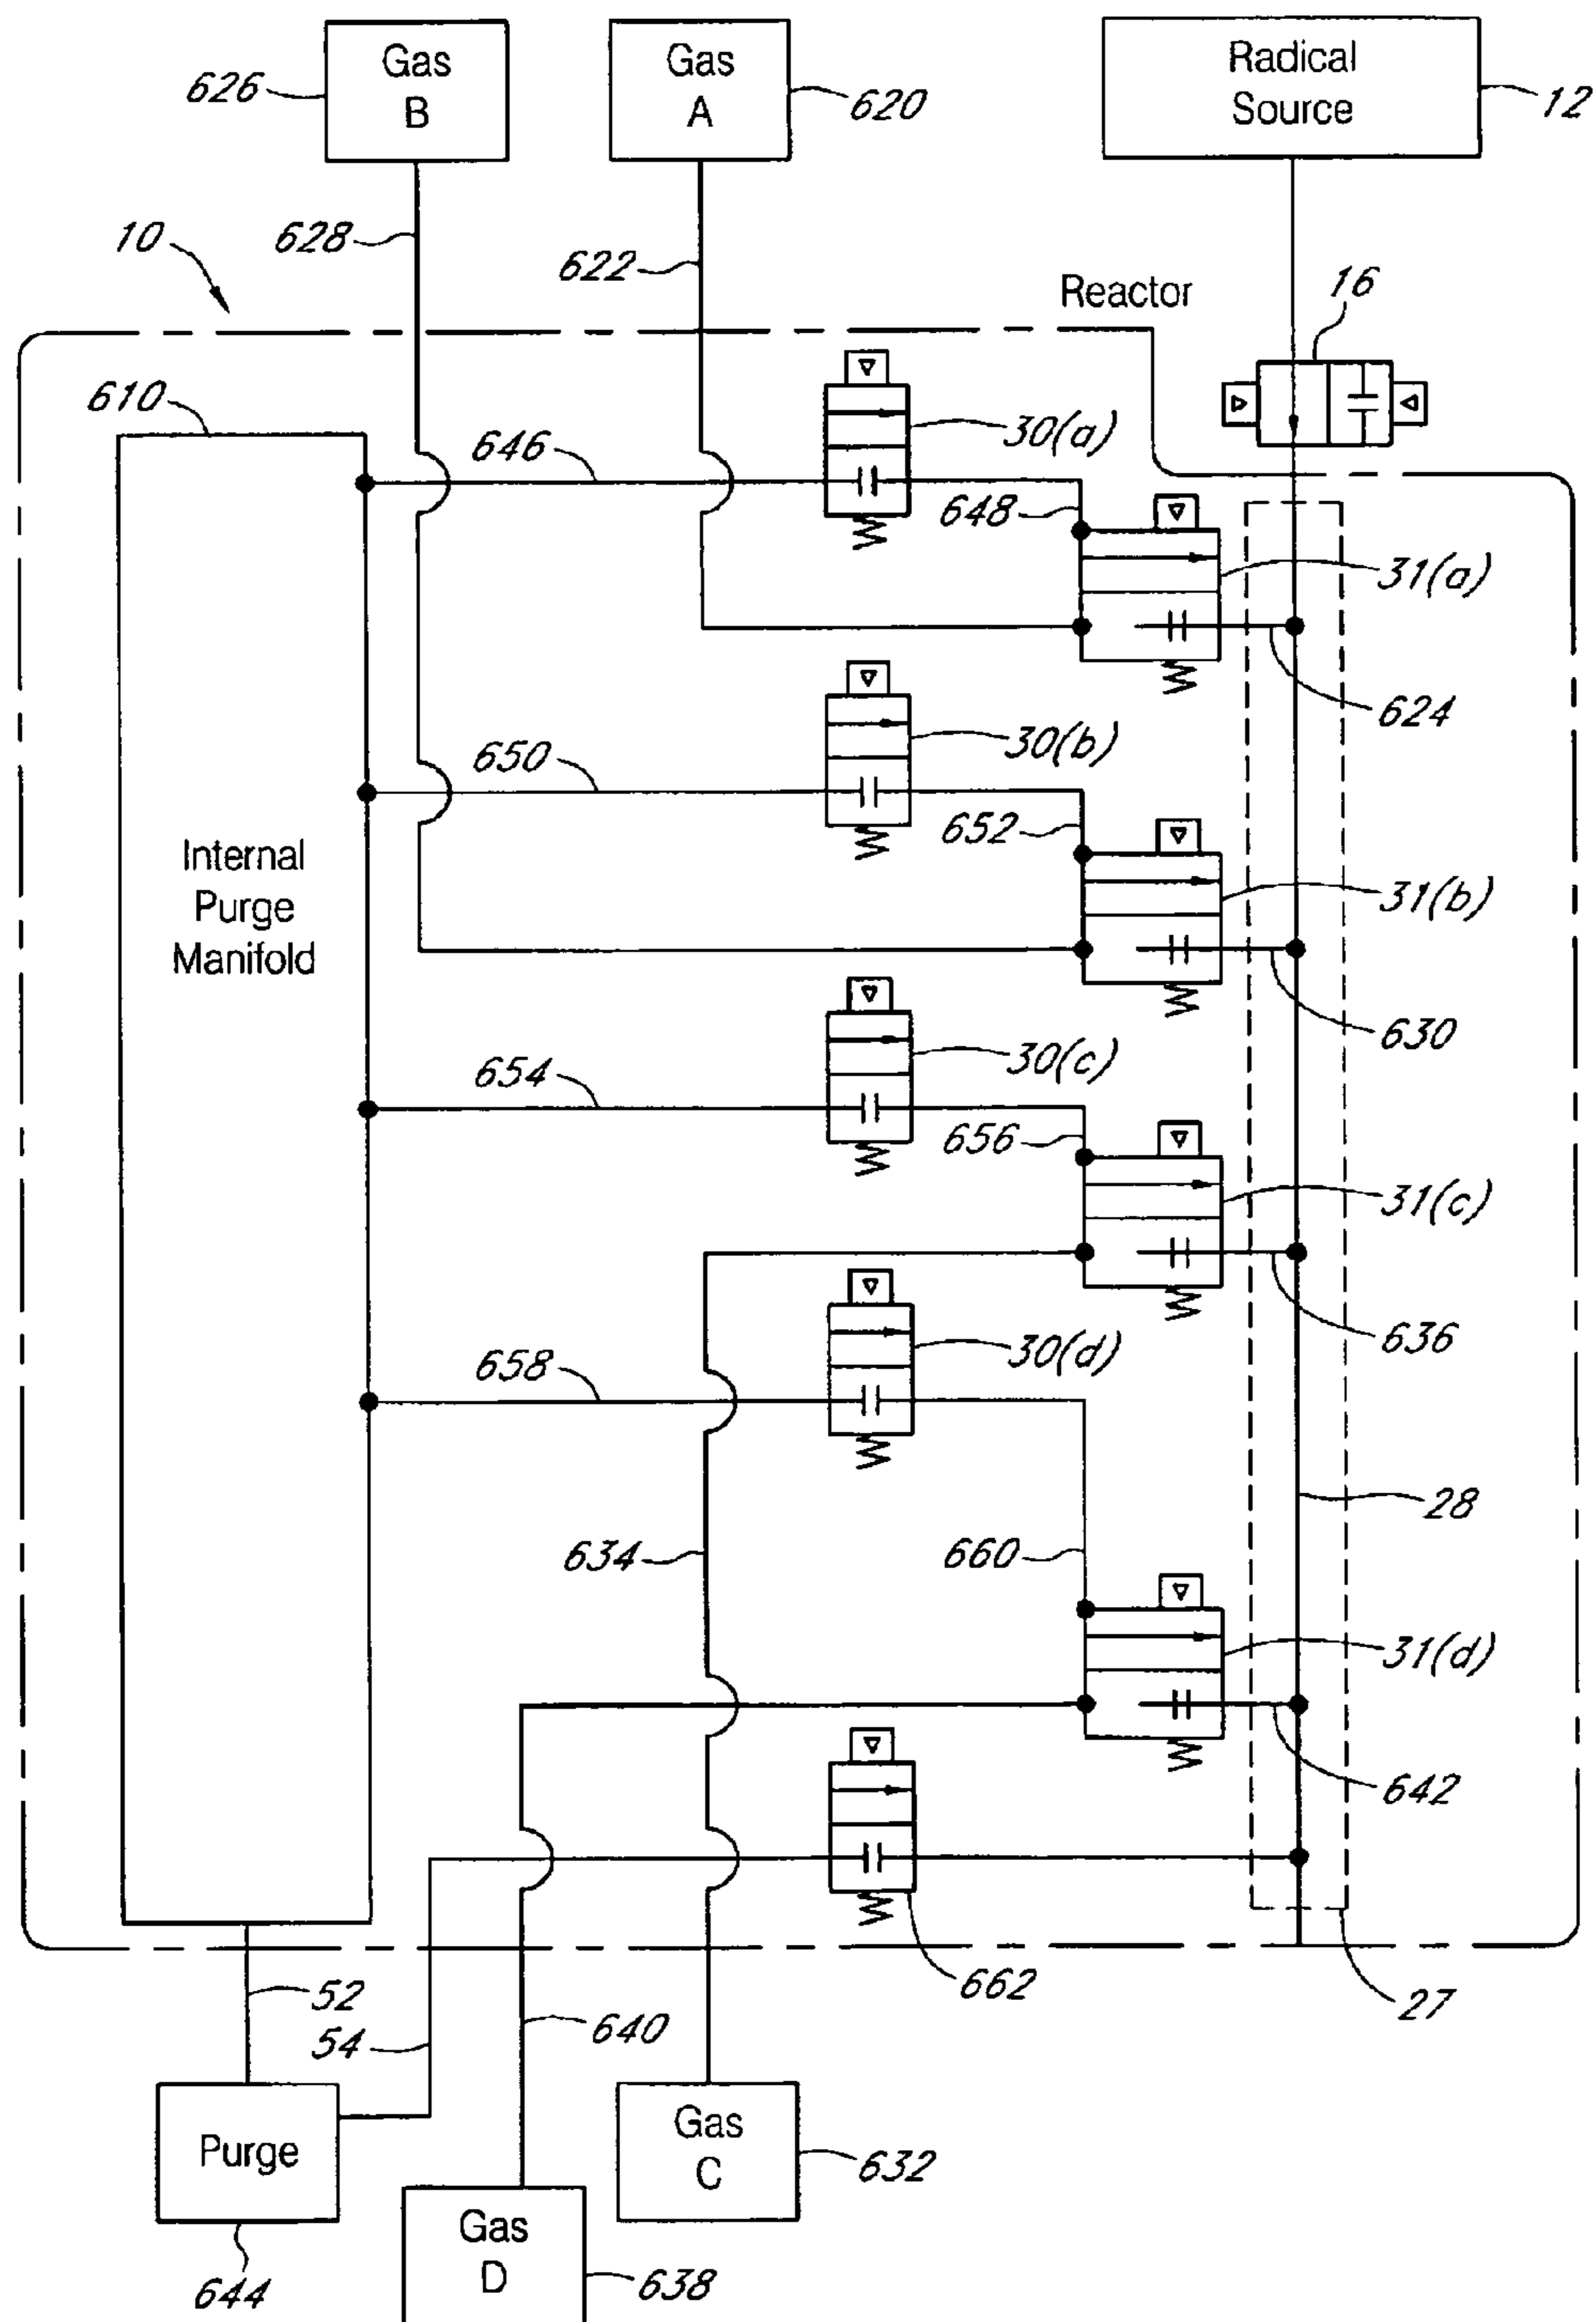 Gas
B
626
Gas
A
620
Radical
Source
12
10
628
622
Reactor
16
610
646
30(a)
648
31(a)
624
650
30(b)
652
31(b)
Internal
Purge
Manifold
630
654
30(c)
656
31(c)
636
658
30(d)
28
634
660
31(d)
642
662
27
52
54
640
Purge
644
Gas
C
632
Gas
D
638